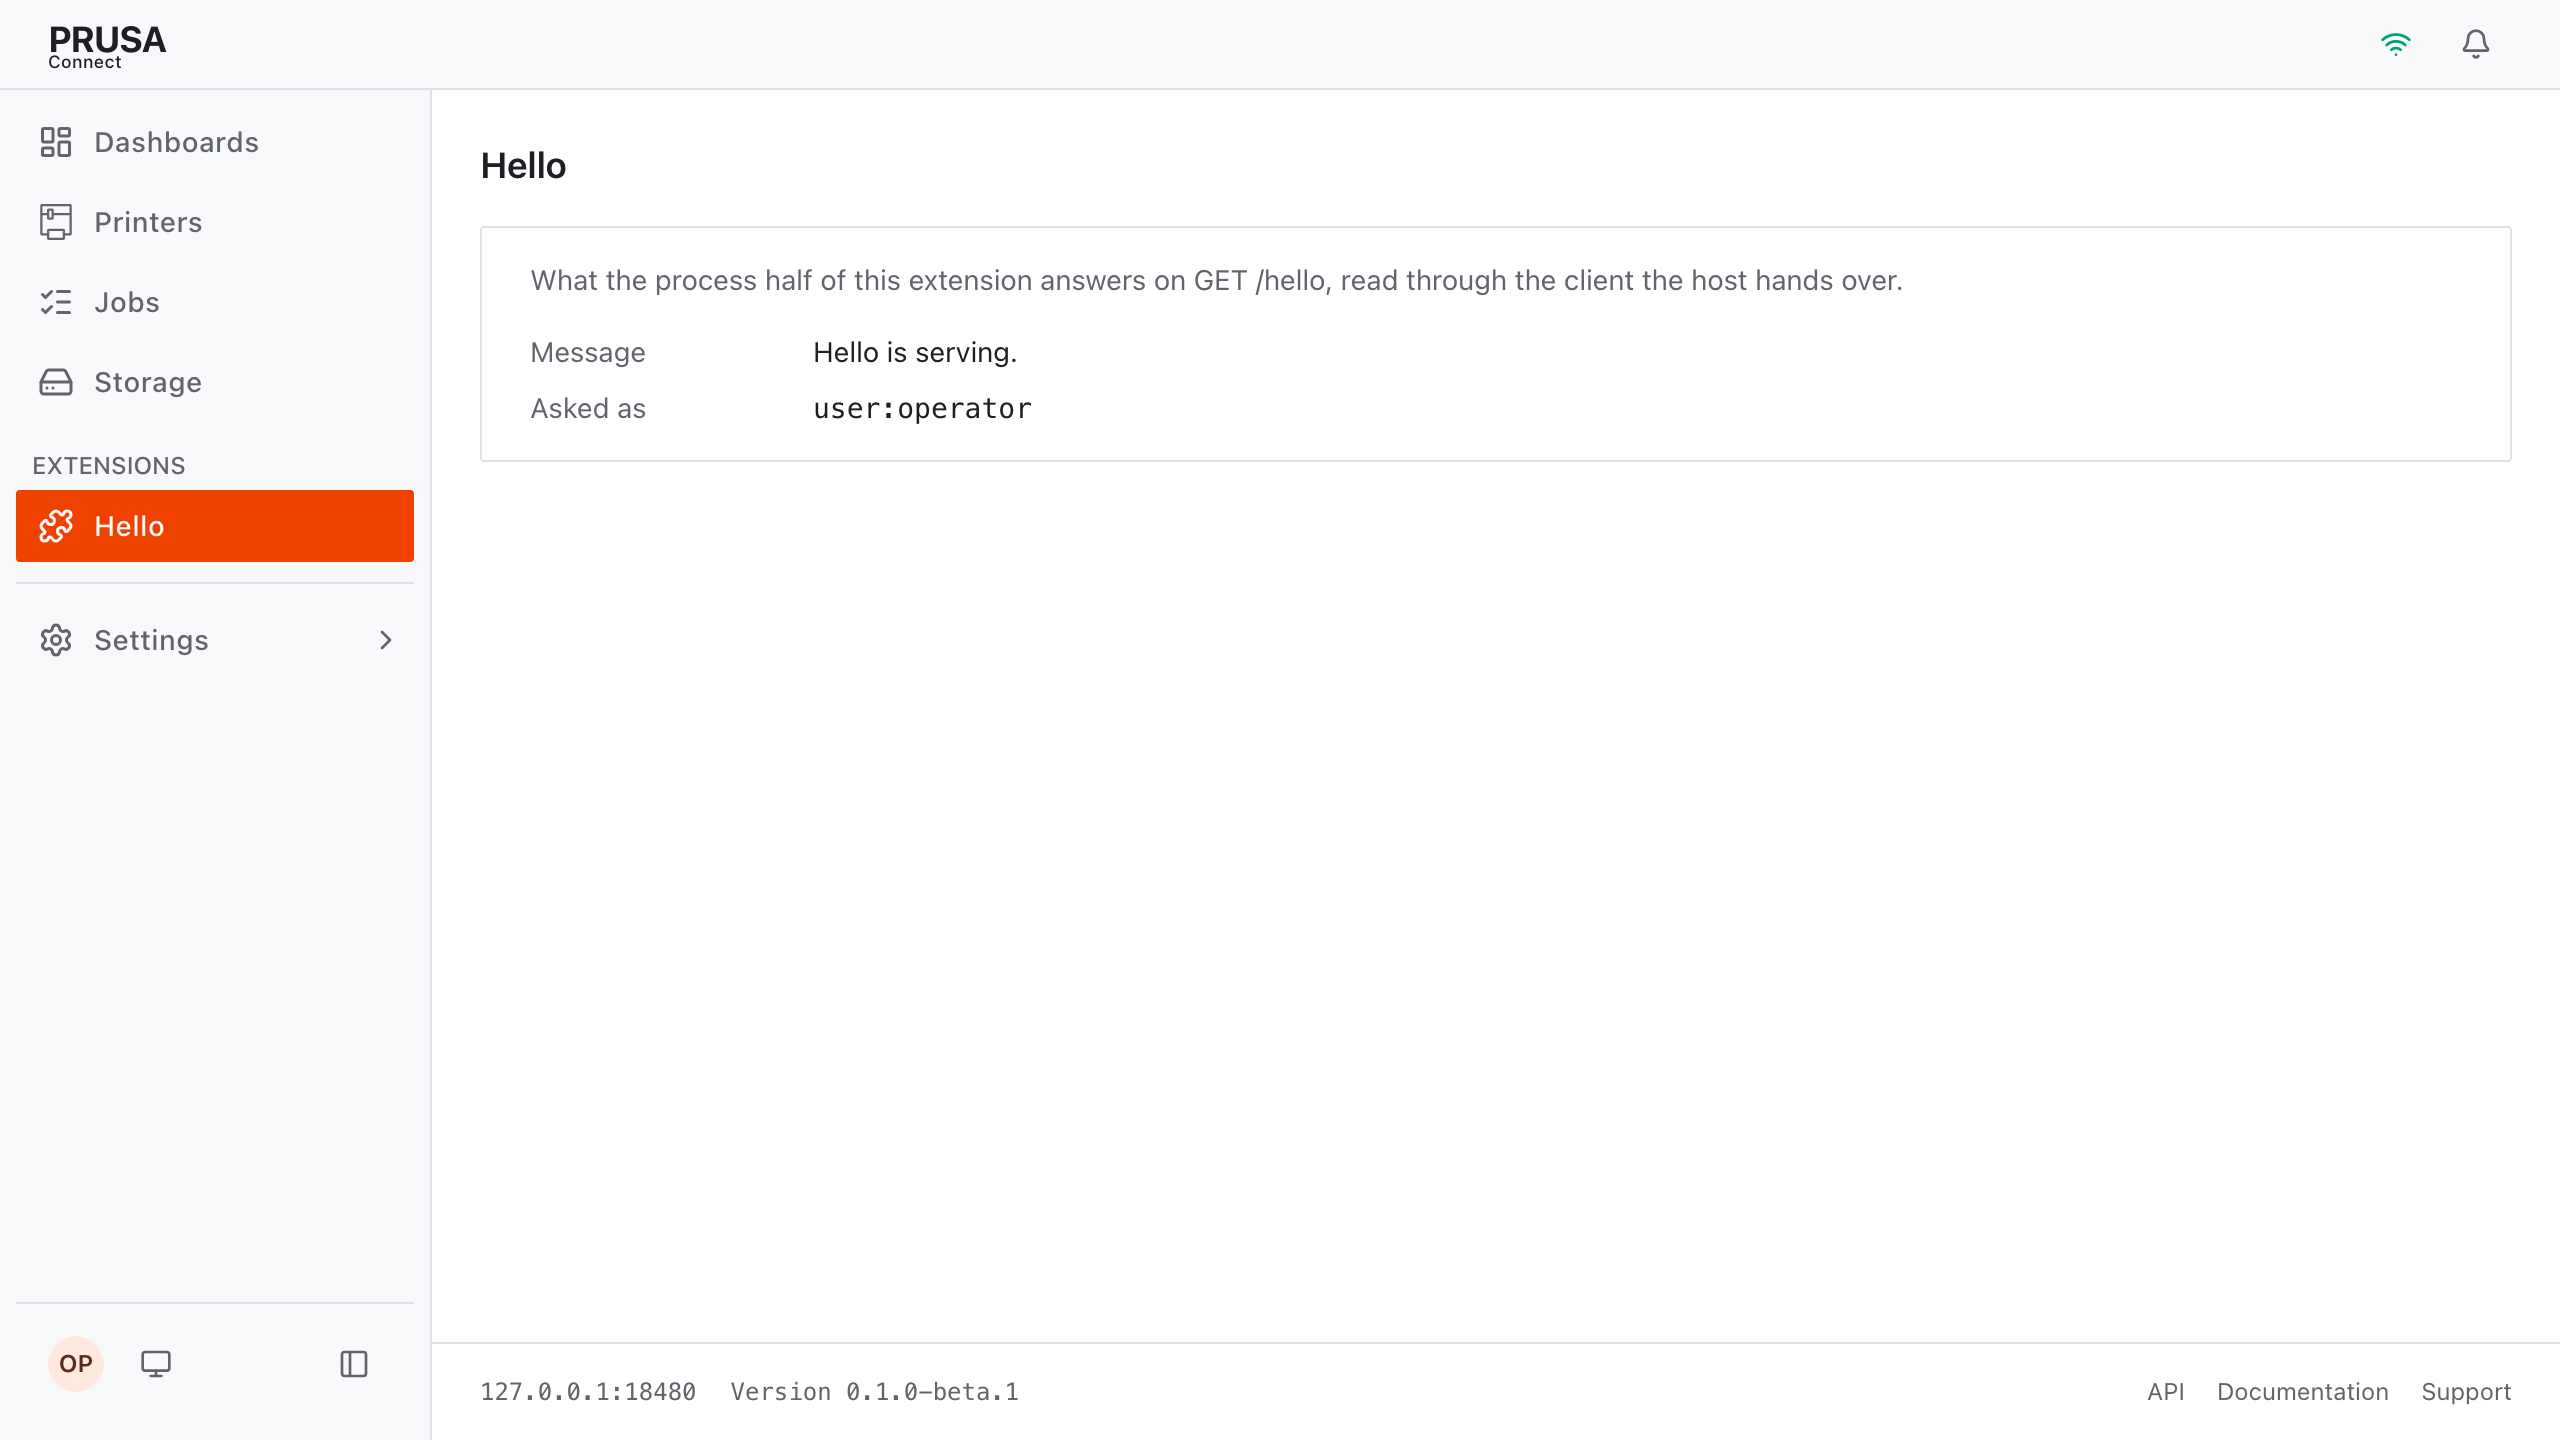 PRUSA
Connect
Dashboards
Printers
Jobs
Storage
EXTENSIONS
Hello
Settings
OP
Hello
What the process half of this extension answers on GET /hello, read through the client the host hands over.
Message Hello is serving.
Asked as user:operator
127.0.0.1:18480 Version 0.1.0-beta.1 API Documentation Support